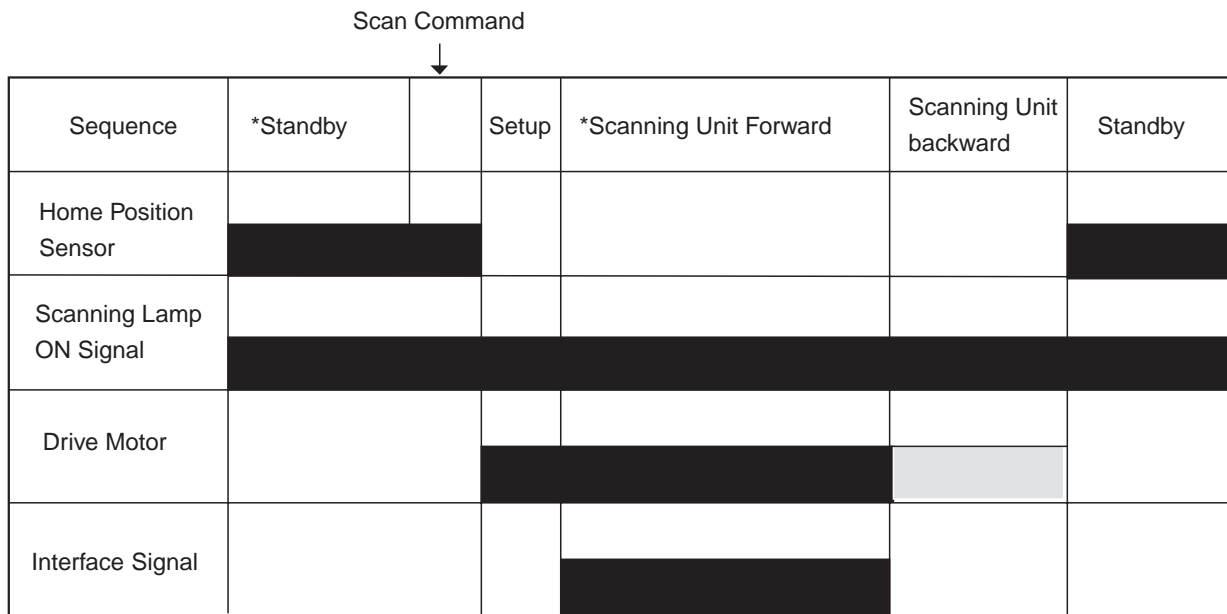 Scan Command
Sequence
*Standby
Setup
*Scanning Unit Forward
Scanning Unit
backward
Standby
Home Position
Sensor
Scanning Lamp
ON Signal
Drive Motor
Interface Signal